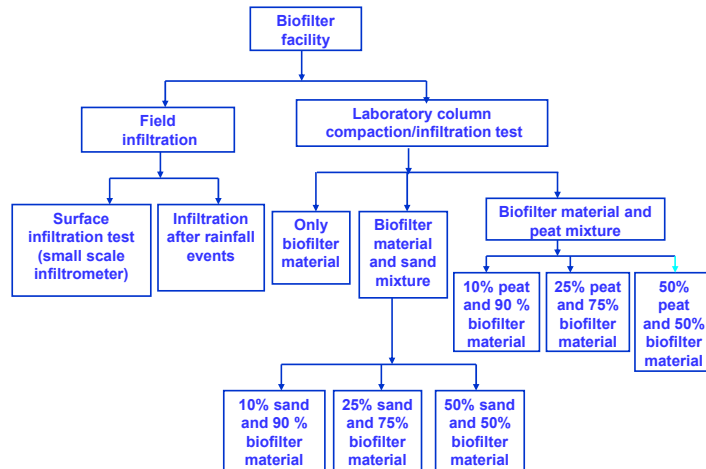 Biofilter
facility
Field
infiltration
Laboratory column
compaction/infiltration test
Surface
infiltration test
(small scale
infiltrometer)
Infiltration
after rainfall
events
Only
biofilter
material
Biofilter
material
and sand
mixture
Biofilter material and
peat mixture
10% peat
and 90 %
biofilter
material
25% peat
and 75%
biofilter
material
50%
peat
and 50%
biofilter
material
10% sand
and 90 %
biofilter
material
25% sand
and 75%
biofilter
material
50% sand
and 50%
biofilter
material